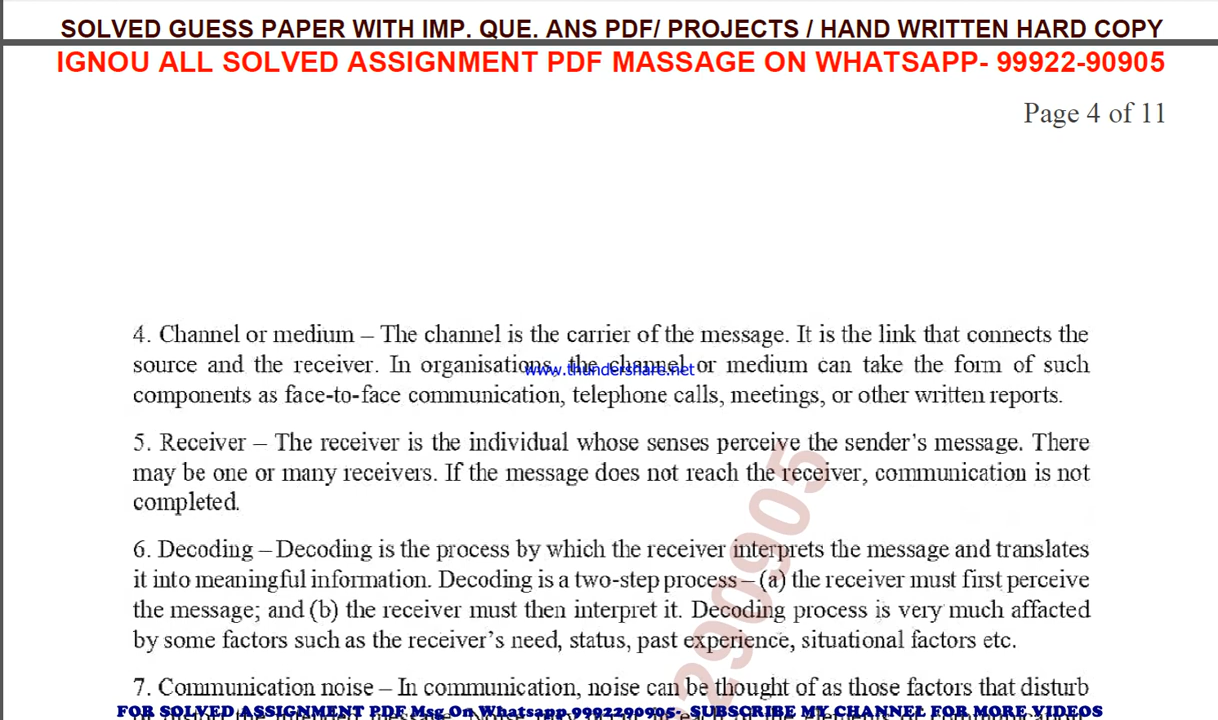 SOLVED GUESS PAPER WITH IMP. QUE. ANS PDF/ PROJECTS / HAND WRITTEN HARD COPY
IGNOU ALL SOLVED ASSIGNMENT PDF MASSAGE ON WHATSAPP- 99922-90905
Page 4 of 11
4. Channel or medium – The channel is the carrier of the message. It is the link that connects the
source and the receiver. In organisations, the channel or medium can take the form of such
www.thundershare.net
components as face-to-face communication, telephone calls, meetings, or other written reports.
5. Receiver – The receiver is the individual whose senses perceive the sender’s message. There
may be one or many receivers. If the message does not reach the receiver, communication is not
completed.
6. Decoding – Decoding is the process by which the receiver interprets the message and translates
it into meaningful information. Decoding is a two-step process – (a) the receiver must first perceive
the message; and (b) the receiver must then interpret it. Decoding process is very much affected
by some factors such as the receiver’s need, status, past experience, situational factors etc.
290905
7. Communication noise – In communication, noise can be thought of as those factors that disturb
FOR SOLVED ASSIGNMENT PDF Msg On Whatsapp 9992290905- SUBSCRIBE MY CHANNEL FOR MORE VIDEOS